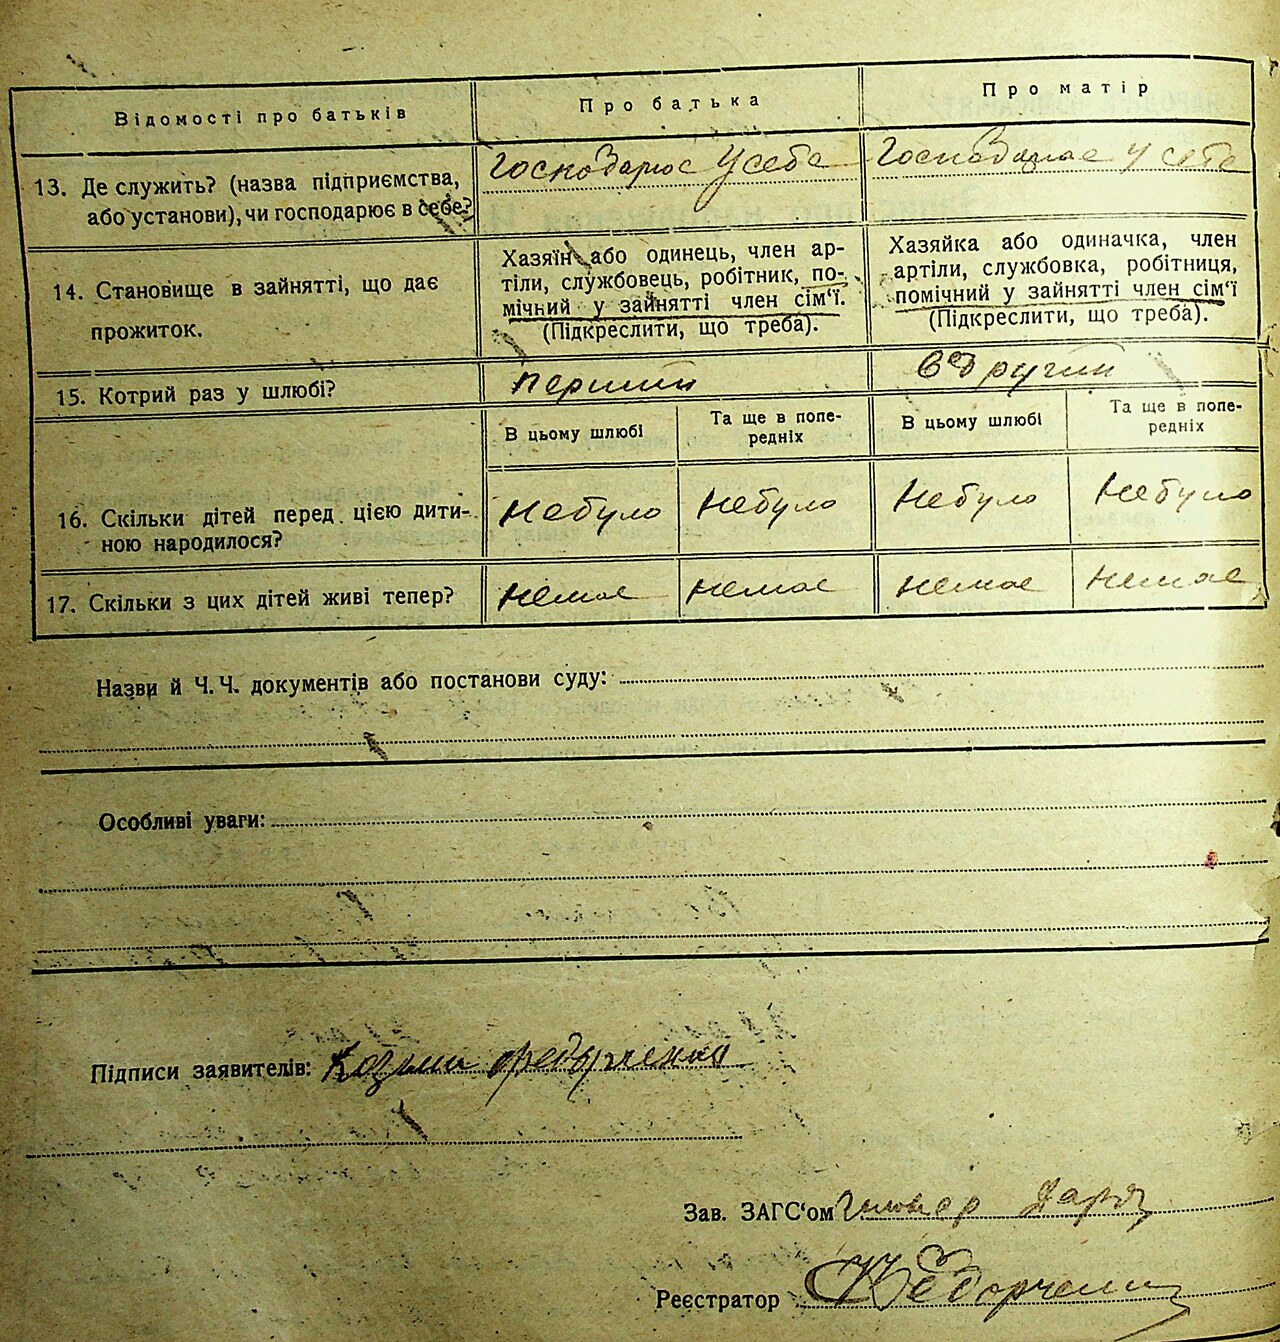 Відомості про батьків
Про батька
Про матір
13. Де служить? (назва підприємства,
або установи), чи господарює в себе?
Господарює У себе
Господарює у себе
14. Становище в зайнятті, що дає
прожиток.
Хазяїн або одинець, член ар-
тіли, службовець, робітник, по-
мічний у зайнятті член сім‘ї.
(Підкреслити, що треба).
Хазяйка або одиначка, член
артіли, службовка, робітниця,
помічний у зайнятті член сім‘ї
(Підкреслити, що треба).
15. Котрий раз у шлюбі?
перший
вдругий
В цьому шлюбі
Та ще в попе-
редніх
В цьому шлюбі
Та ще в попе-
редніх
16. Скільки дітей перед цією дити-
ною народилося?
Небуло
Небуло
Небуло
Небуло
17. Скільки з цих дітей живі тепер?
Немає
Немає
Немає
Немає
Назви й Ч.Ч. документів або постанови суду:
Особливі уваги:
Підписи заявителів:
Зав. ЗАГС‘ом
Реєстратор